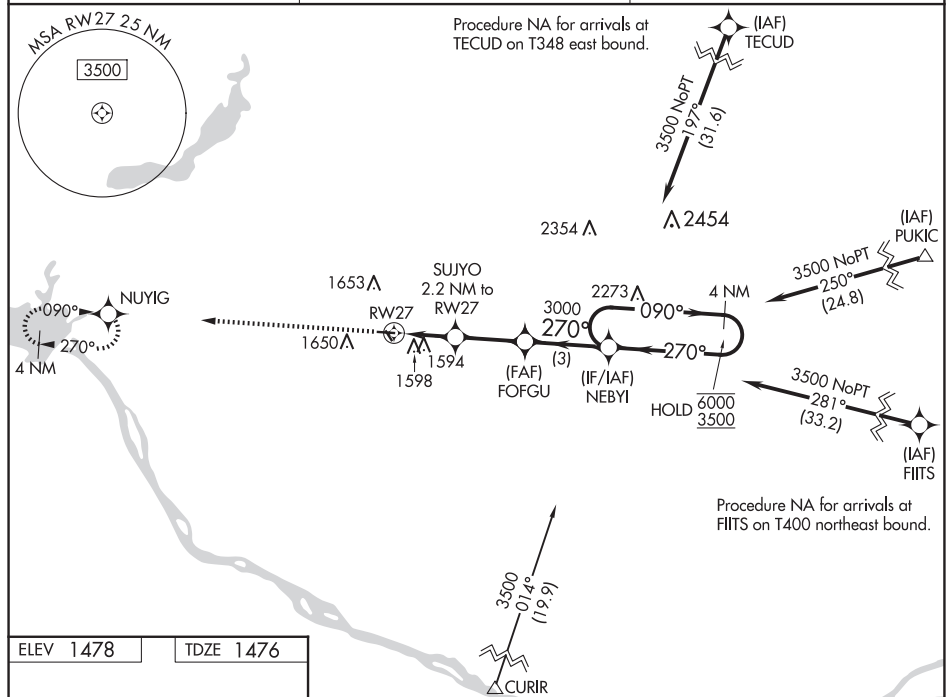 MSA RW27 25 NM
3500
Procedure NA for arrivals at
TECUD on T348 east bound.
(IAF)
TECUD
3500 NoPT
197°
(31.6)
2354
2454
(IAF)
PUKIC
3500 NoPT
250°
(24.8)
NUYIG
090°
270°
4 NM
1653
1650
RW27
1598
1594
SUJYO
2.2 NM to
RW27
3000
270°
(3)
(FAF)
FOFGU
(IF/IAF)
NEBYI
2273
090°
4 NM
270°
HOLD
6000
3500
3500 NoPT
281°
(33.2)
(IAF)
FIITS
Procedure NA for arrivals at
FIITS on T400 northeast bound.
3500
014°
(19.9)
CURIR
ELEV 1478
TDZE 1476